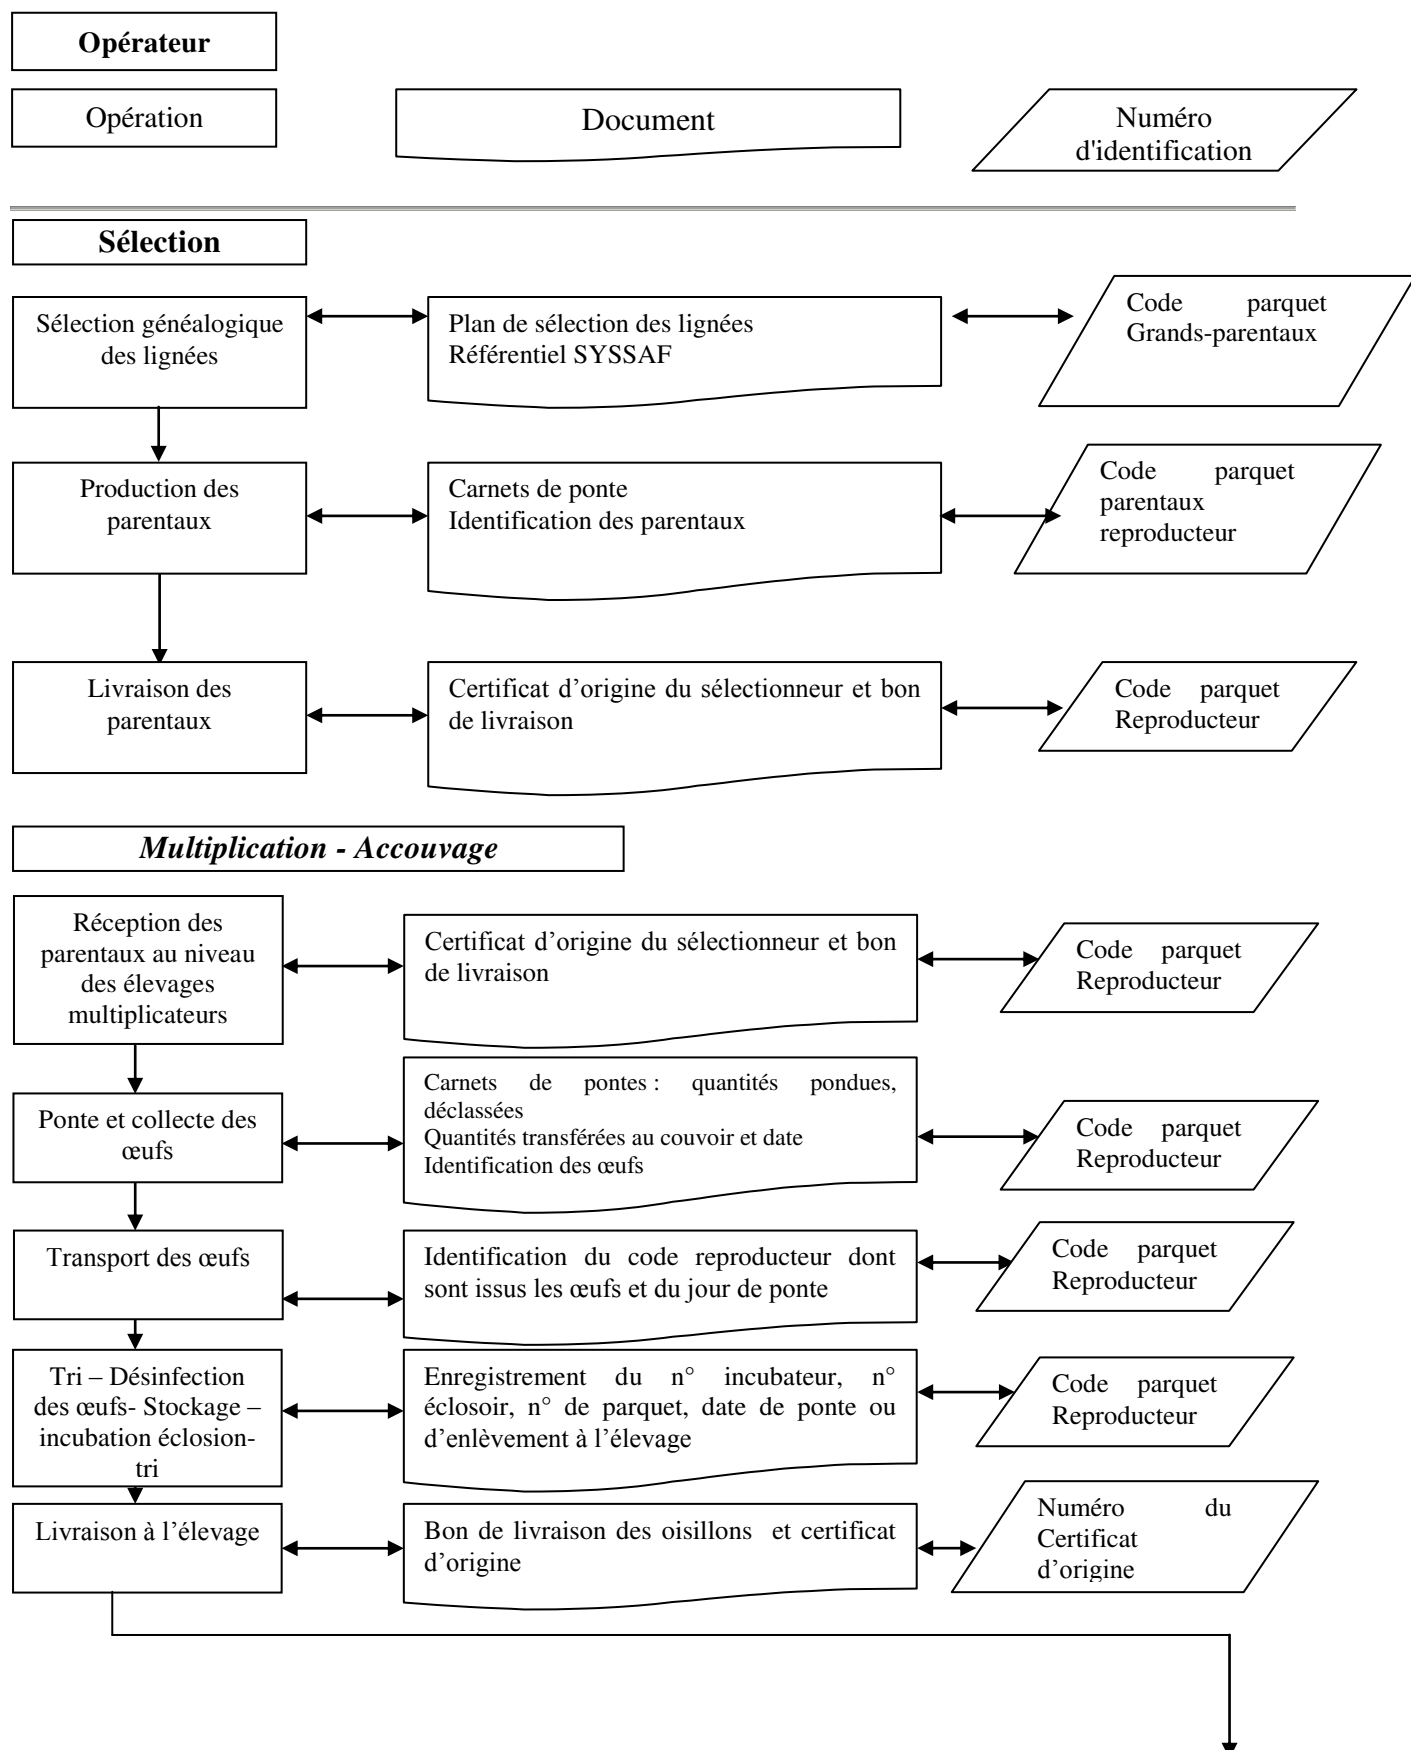 Opérateur
Opération
Document
Numéro
d'identification
Sélection
Sélection généalogique
des lignées
Plan de sélection des lignées
Référentiel SYSSAF
Code parquet
Grands-parentaux
Production des
parentaux
Carnets de ponte
Identification des parentaux
Code parquet
parentaux
reproducteur
Livraison des
parentaux
Certificat d’origine du sélectionneur et bon
de livraison
Code parquet
Reproducteur
Multiplication - Accouvage
Réception des
parentaux au niveau
des élevages
multiplicateurs
Certificat d’origine du sélectionneur et bon
de livraison
Code parquet
Reproducteur
Ponte et collecte des
œufs
Carnets de pontes : quantités pondues,
déclassées
Quantités transférées au couvoir et date
Identification des œufs
Code parquet
Reproducteur
Transport des œufs
Identification du code reproducteur dont
sont issus les œufs et du jour de ponte
Code parquet
Reproducteur
Tri – Désinfection
des œufs- Stockage –
incubation éclosion-
tri
Enregistrement du n° incubateur, n°
éclosoir, n° de parquet, date de ponte ou
d’enlèvement à l’élevage
Code parquet
Reproducteur
Livraison à l’élevage
Bon de livraison des oisillons et certificat
d’origine
Numéro du
Certificat
d’origine